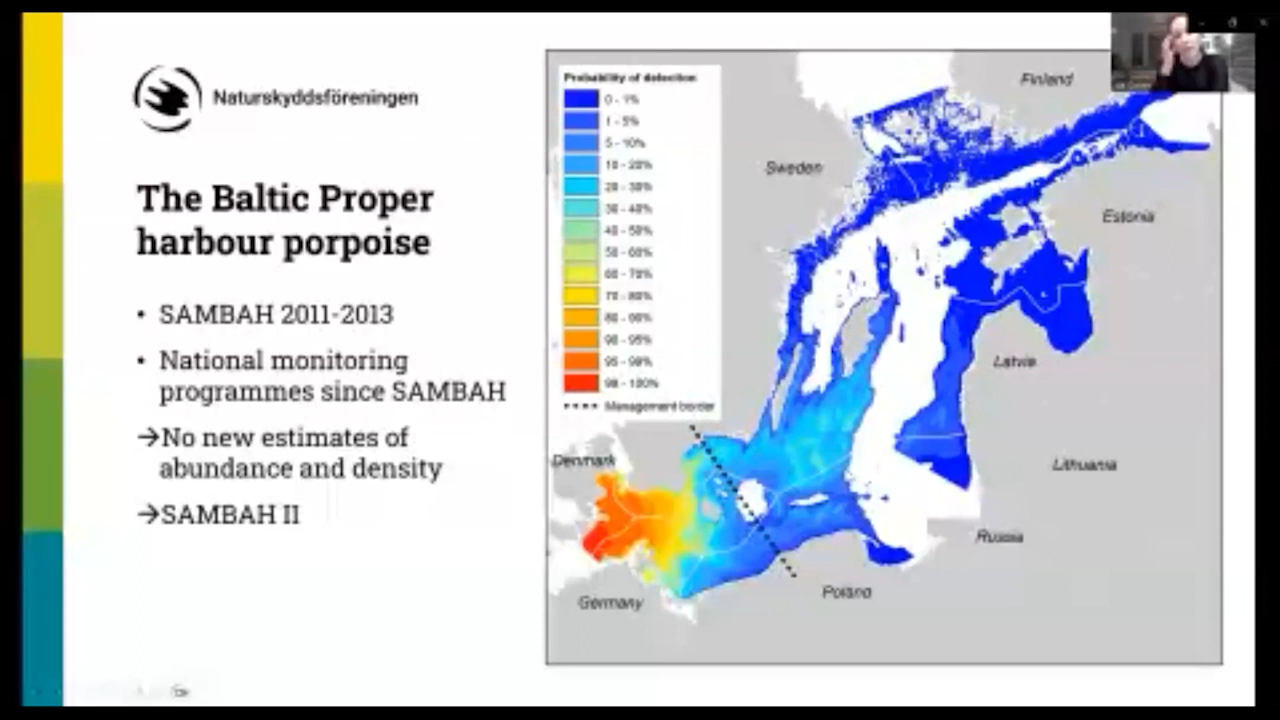 Naturskyddsföreningen
The Baltic Proper
harbour porpoise
• SAMBAH 2011-2013
• National monitoring
programmes since SAMBAH
→No new estimates of
abundance and density
→SAMBAH II
Probability of detection
0 - 1%
1 - 5%
5 - 10%
10 - 20%
20 - 30%
30 - 40%
40 - 50%
50 - 60%
60 - 70%
70 - 80%
80 - 90%
90 - 95%
95 - 99%
99 - 100%
Management border
Finland
Sweden
Estonia
Latvia
Denmark
Lithuania
Russia
Poland
Germany